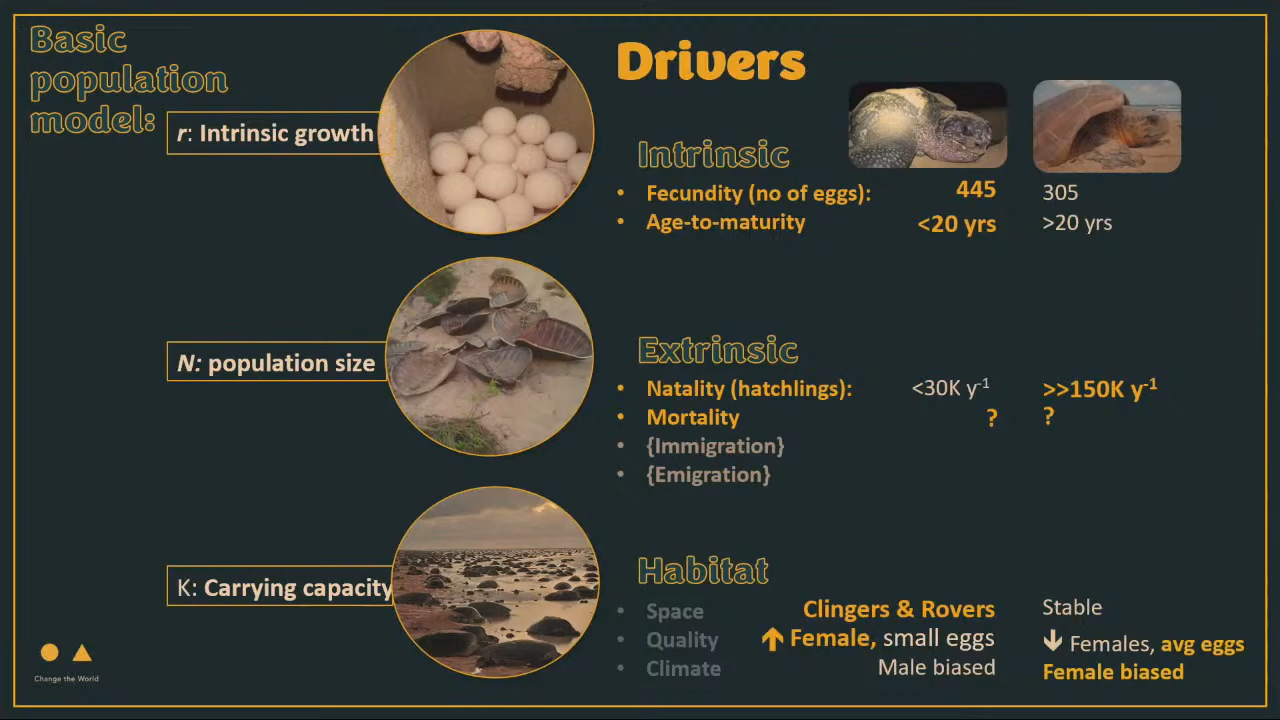 Basic
population
model:
r: Intrinsic growth
N: population size
K: Carrying capacity
Change the World
Drivers
Intrinsic
• Fecundity (no of eggs): 445 305
• Age-to-maturity <20 yrs >20 yrs
Extrinsic
• Natality (hatchlings): <30K y⁻¹ >>150K y⁻¹
• Mortality ? ?
• {Immigration}
• {Emigration}
Habitat
• Space Clingers & Rovers Stable
• Quality ↑ Female, small eggs ↓ Females, avg eggs
• Climate Male biased Female biased